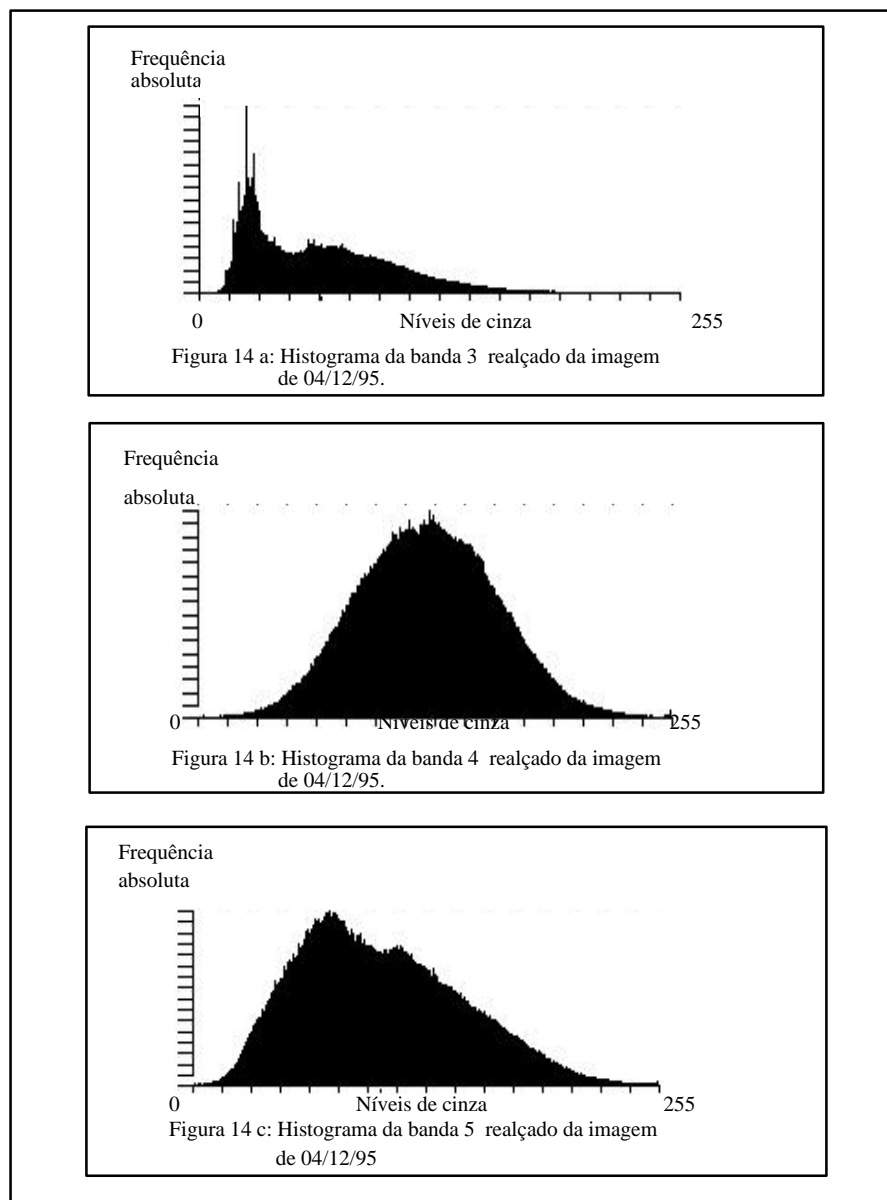 Frequência
absoluta
0 Níveis de cinza 255
Figura 14 a: Histograma da banda 3 realçado da imagem
de 04/12/95.
Frequência
absoluta
0 Níveis de cinza 255
Figura 14 b: Histograma da banda 4 realçado da imagem
de 04/12/95.
Frequência
absoluta
0 Níveis de cinza 255
Figura 14 c: Histograma da banda 5 realçado da imagem
de 04/12/95